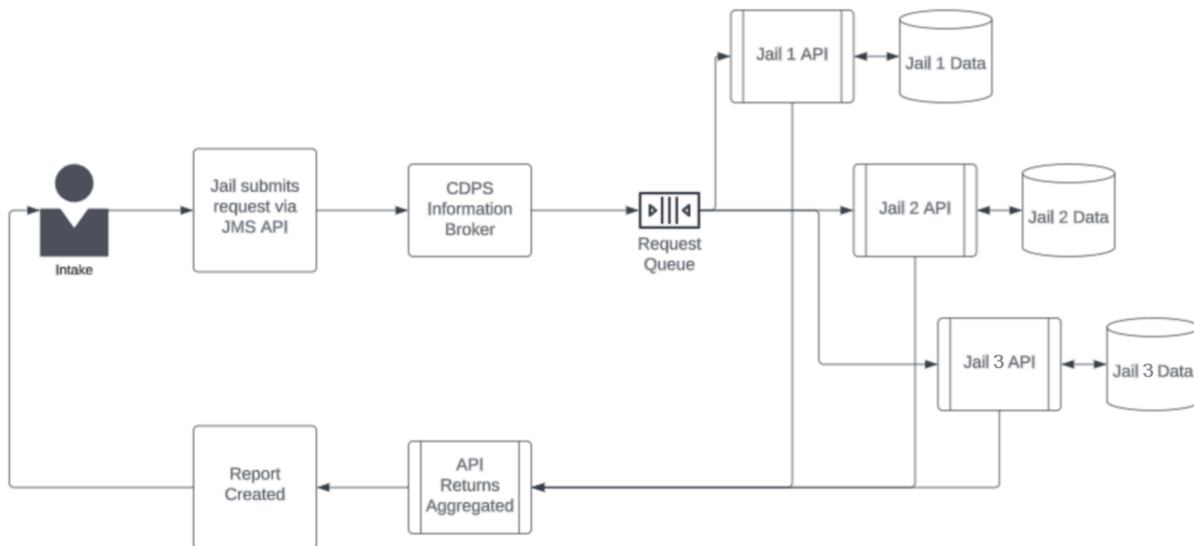 Jail 1 API
Jail 1 Data
Jail submits
request via
JMS API
CDPS
Information
Broker
Jail 2 API
Jail 2 Data
Intake
Request
Queue
Jail 3 API
Jail 3 Data
Report
Created
API
Returns
Aggregated